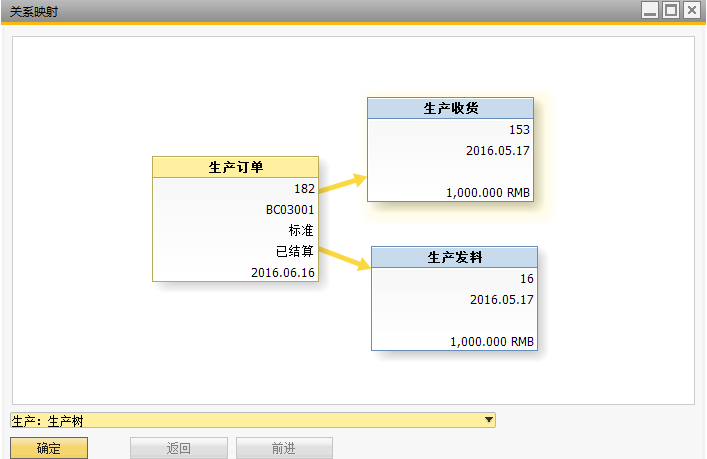 关系映射
生产收货
153
2016.05.17
1,000.000 RMB
生产订单
182
BC03001
标准
已结算
2016.06.16
生产发料
16
2016.05.17
1,000.000 RMB
生产：生产树
确定
返回
前进